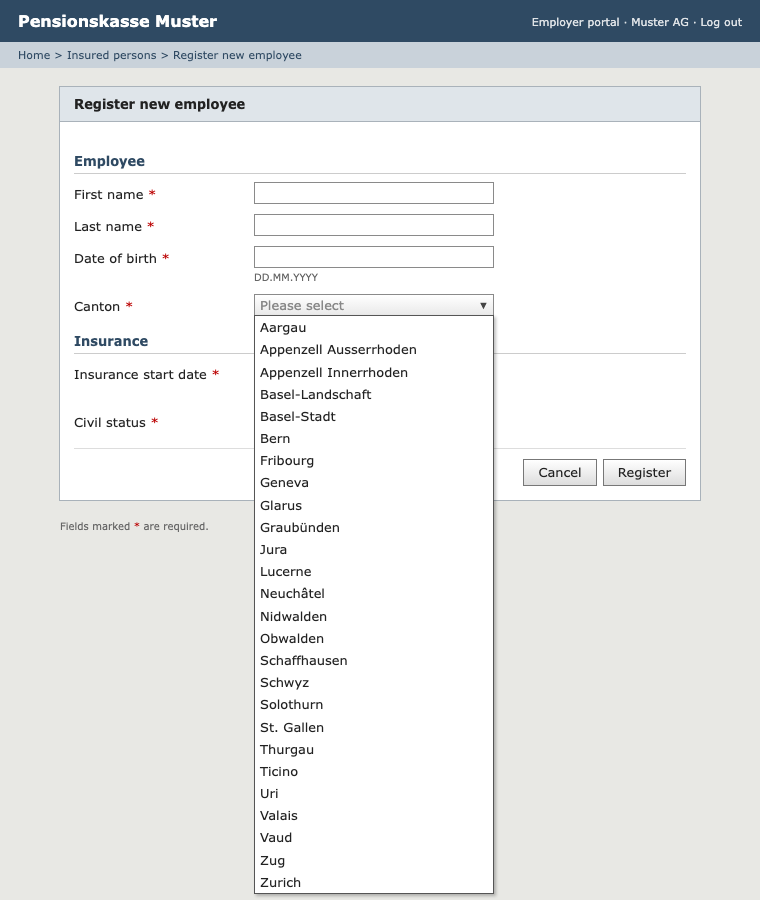 Pensionskasse Muster
Employer portal · Muster AG · Log out
Home > Insured persons > Register new employee
Register new employee
Employee
First name *
Last name *
Date of birth *
DD.MM.YYYY
Canton *
Please select ▼
Aargau
Appenzell Ausserrhoden
Appenzell Innerrhoden
Basel-Landschaft
Basel-Stadt
Bern
Fribourg
Geneva
Glarus
Graubünden
Jura
Lucerne
Neuchâtel
Nidwalden
Obwalden
Schaffhausen
Schwyz
Solothurn
St. Gallen
Thurgau
Ticino
Uri
Valais
Vaud
Zug
Zurich
Insurance
Insurance start date *
Civil status *
Cancel
Register
Fields marked * are required.